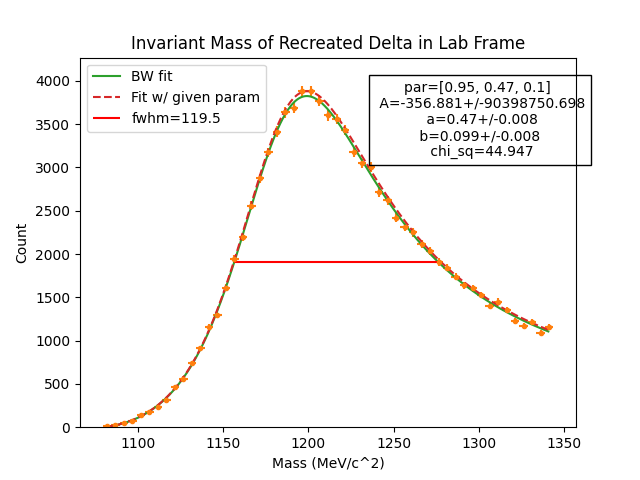 Invariant Mass of Recreated Delta in Lab Frame
BW fit
Fit w/ given param
fwhm=119.5
par=[0.95, 0.47, 0.1]
A=-356.881+/-90398750.698
a=0.47+/-0.008
b=0.099+/-0.008
chi_sq=44.947
Count
4000
3500
3000
2500
2000
1500
1000
500
0
1100 1150 1200 1250 1300 1350
Mass (MeV/c^2)